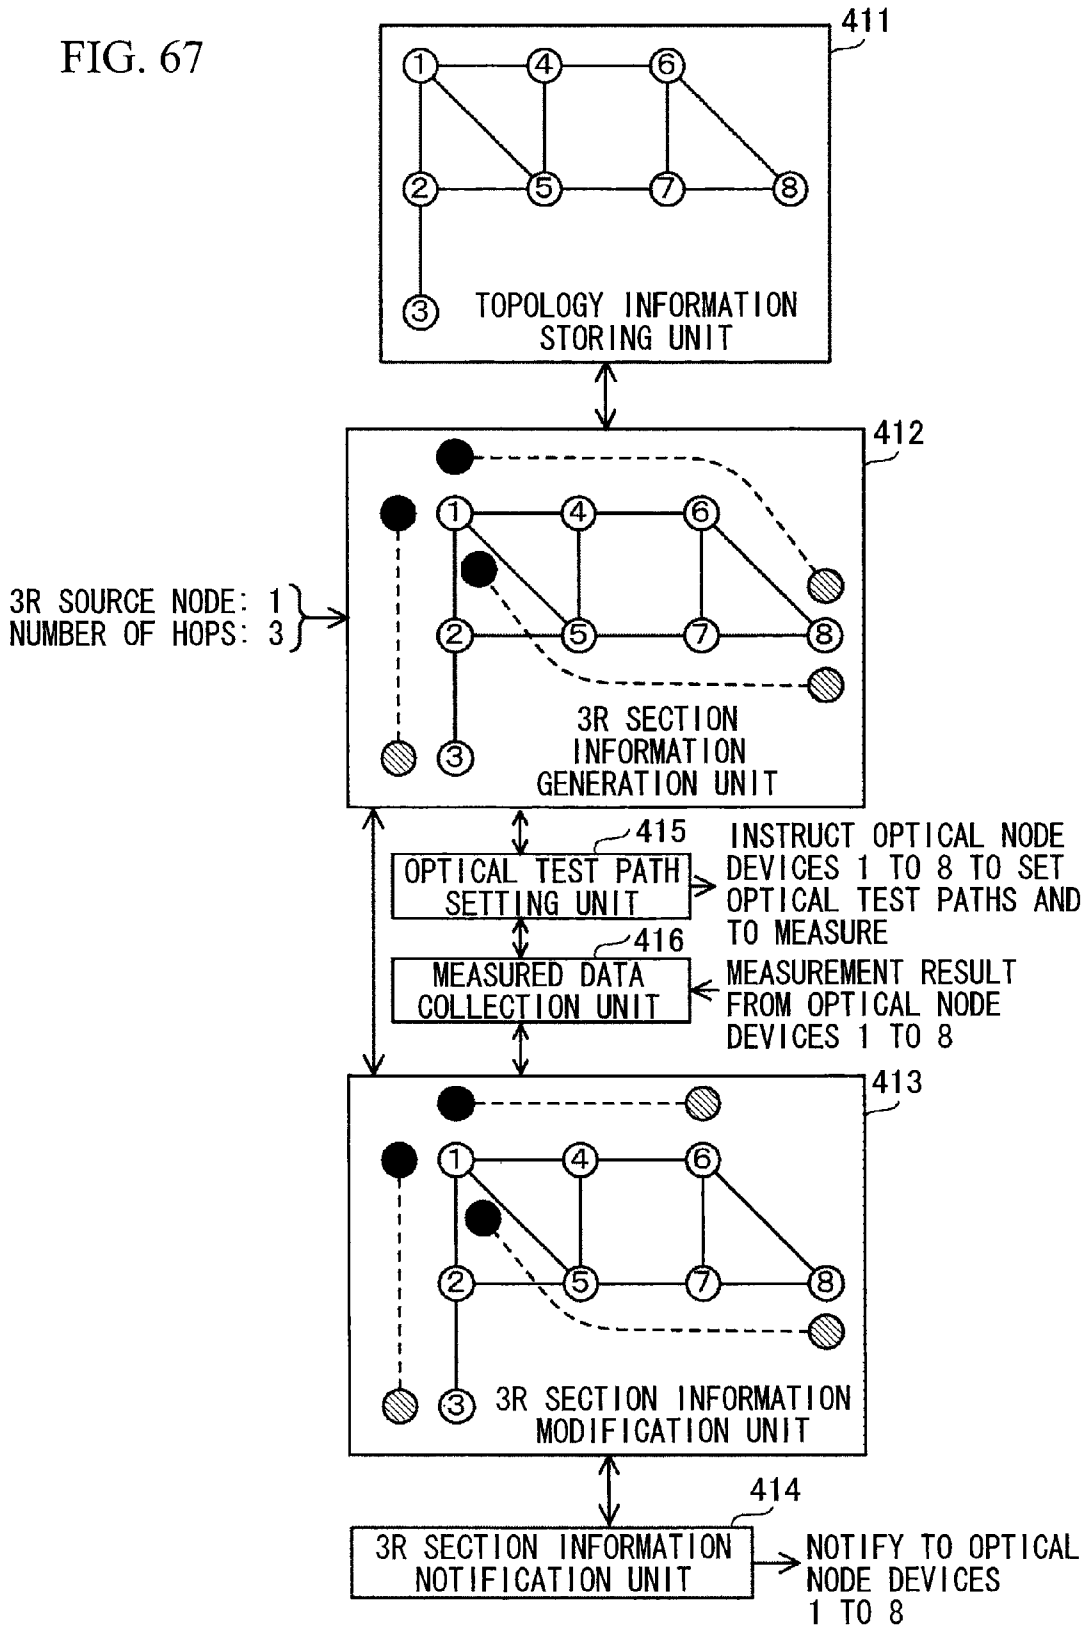 FIG. 67
411
① ④ ⑥
② ⑤ ⑦ ⑧
③
TOPOLOGY INFORMATION
STORING UNIT
412
① ④ ⑥
3R SOURCE NODE: 1
NUMBER OF HOPS: 3
② ⑤ ⑦ ⑧
③
3R SECTION
INFORMATION
GENERATION UNIT
415
OPTICAL TEST PATH
SETTING UNIT
INSTRUCT OPTICAL NODE
DEVICES 1 TO 8 TO SET
OPTICAL TEST PATHS AND
TO MEASURE
416
MEASURED DATA
COLLECTION UNIT
MEASUREMENT RESULT
FROM OPTICAL NODE
DEVICES 1 TO 8
413
① ④ ⑥
② ⑤ ⑦ ⑧
③
3R SECTION INFORMATION
MODIFICATION UNIT
414
3R SECTION INFORMATION
NOTIFICATION UNIT
NOTIFY TO OPTICAL
NODE DEVICES
1 TO 8